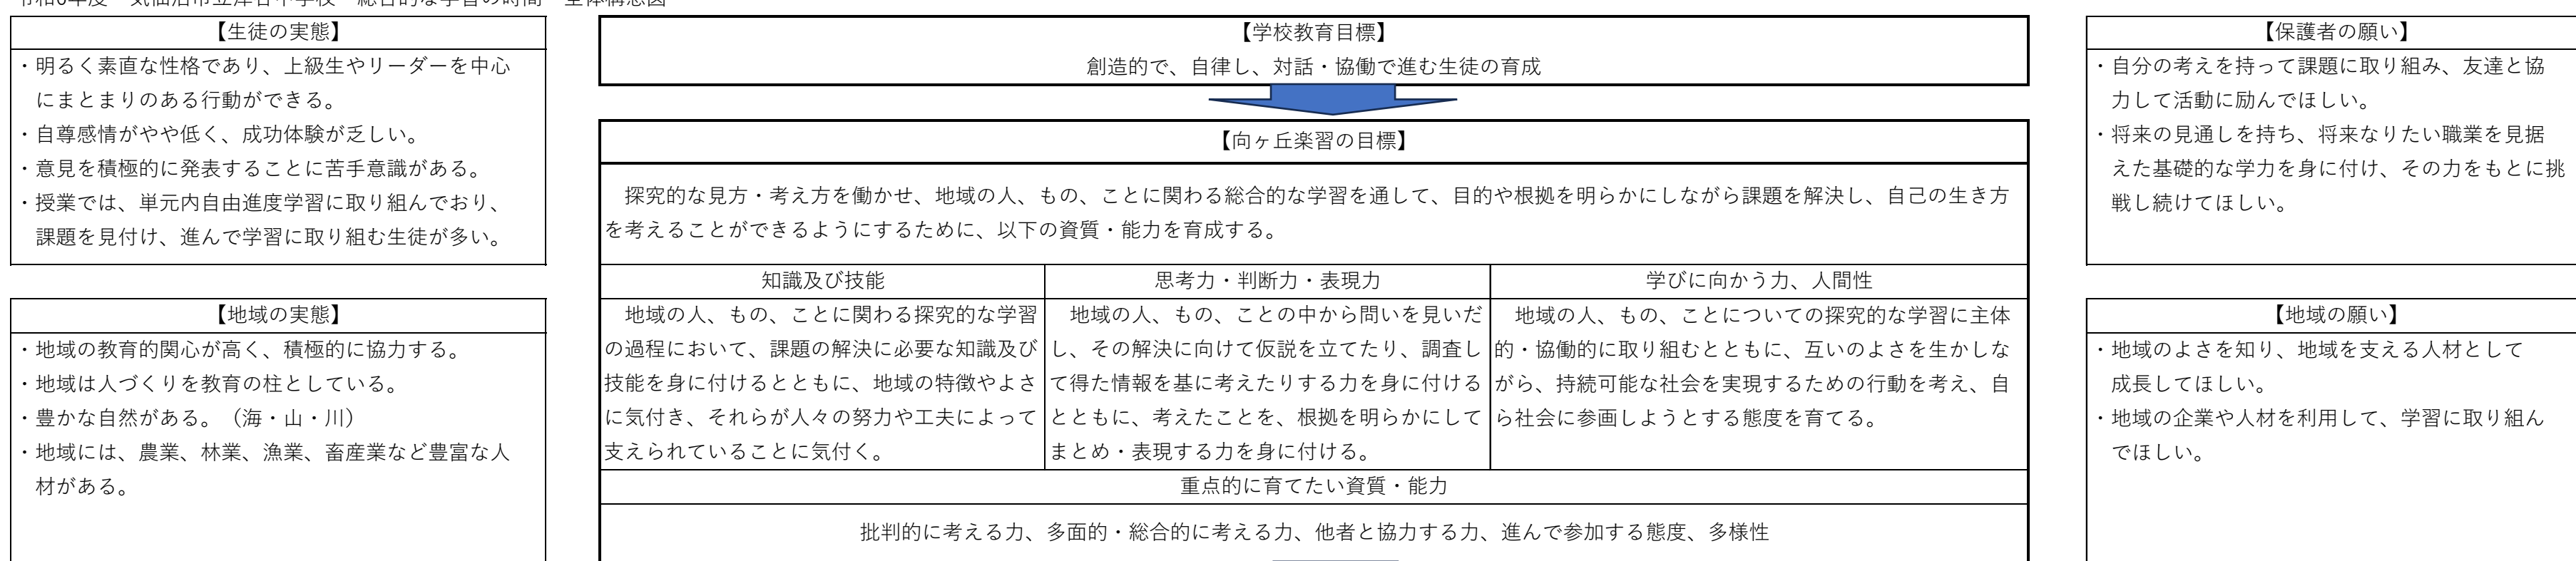 令和6年度　気仙沼市立津谷中学校　総合的な学習の時間　全体構想図
【生徒の実態】
・明るく素直な性格であり、上級生やリーダーを中心
にまとまりのある行動ができる。
・自尊感情がやや低く、成功体験が乏しい。
・意見を積極的に発表することに苦手意識がある。
・授業では、単元内自由進度学習に取り組んでおり、
課題を見付け、進んで学習に取り組む生徒が多い。
【地域の実態】
・地域の教育的関心が高く、積極的に協力する。
・地域は人づくりを教育の柱としている。
・豊かな自然がある。（海・山・川）
・地域には、農業、林業、漁業、畜産業など豊富な人
材がある。
【学校教育目標】
創造的で、自律し、対話・協働で進む生徒の育成
【向ヶ丘楽習の目標】
探究的な見方・考え方を働かせ、地域の人、もの、ことに関わる総合的な学習を通して、目的や根拠を明らかにしながら課題を解決し、自己の生き方
を考えることができるようにするために、以下の資質・能力を育成する。
知識及び技能
地域の人、もの、ことに関わる探究的な学習
の過程において、課題の解決に必要な知識及び
技能を身に付けるとともに、地域の特徴やよさ
に気付き、それらが人々の努力や工夫によって
支えられていることに気付く。
思考力・判断力・表現力
地域の人、もの、ことの中から問いを見いだ
し、その解決に向けて仮説を立てたり、調査し
て得た情報を基に考えたりする力を身に付ける
とともに、考えたことを、根拠を明らかにして
まとめ・表現する力を身に付ける。
学びに向かう力、人間性
地域の人、もの、ことについての探究的な学習に主体
的・協働的に取り組むとともに、互いのよさを生かしな
がら、持続可能な社会を実現するための行動を考え、自
ら社会に参画しようとする態度を育てる。
重点的に育てたい資質・能力
批判的に考える力、多面的・総合的に考える力、他者と協力する力、進んで参加する態度、多様性
【保護者の願い】
・自分の考えを持って課題に取り組み、友達と協
力して活動に励んでほしい。
・将来の見通しを持ち、将来なりたい職業を見据
えた基礎的な学力を身に付け、その力をもとに挑
戦し続けてほしい。
【地域の願い】
・地域のよさを知り、地域を支える人材として
成長してほしい。
・地域の企業や人材を利用して、学習に取り組ん
でほしい。